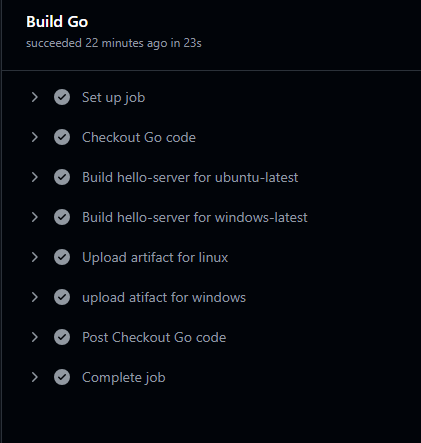 Build Go
succeeded 22 minutes ago in 23s
Set up job
Checkout Go code
Build hello-server for ubuntu-latest
Build hello-server for windows-latest
Upload artifact for linux
upload atifact for windows
Post Checkout Go code
Complete job